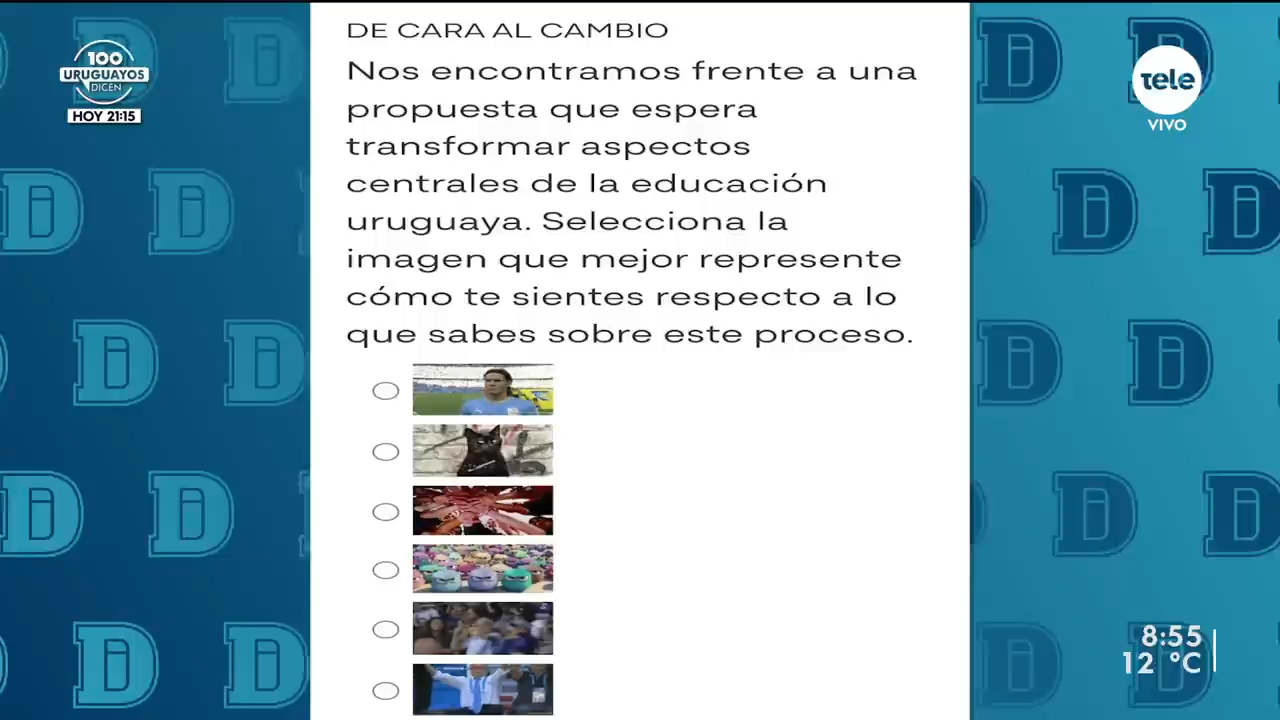 DE CARA AL CAMBIO
Nos encontramos frente a una
propuesta que espera
transformar aspectos
centrales de la educación
uruguaya. Selecciona la
imagen que mejor represente
cómo te sientes respecto a lo
que sabes sobre este proceso.
100
URUGUAYOS
DICEN
HOY 21:15
tele
VIVO
8:55
12 °C